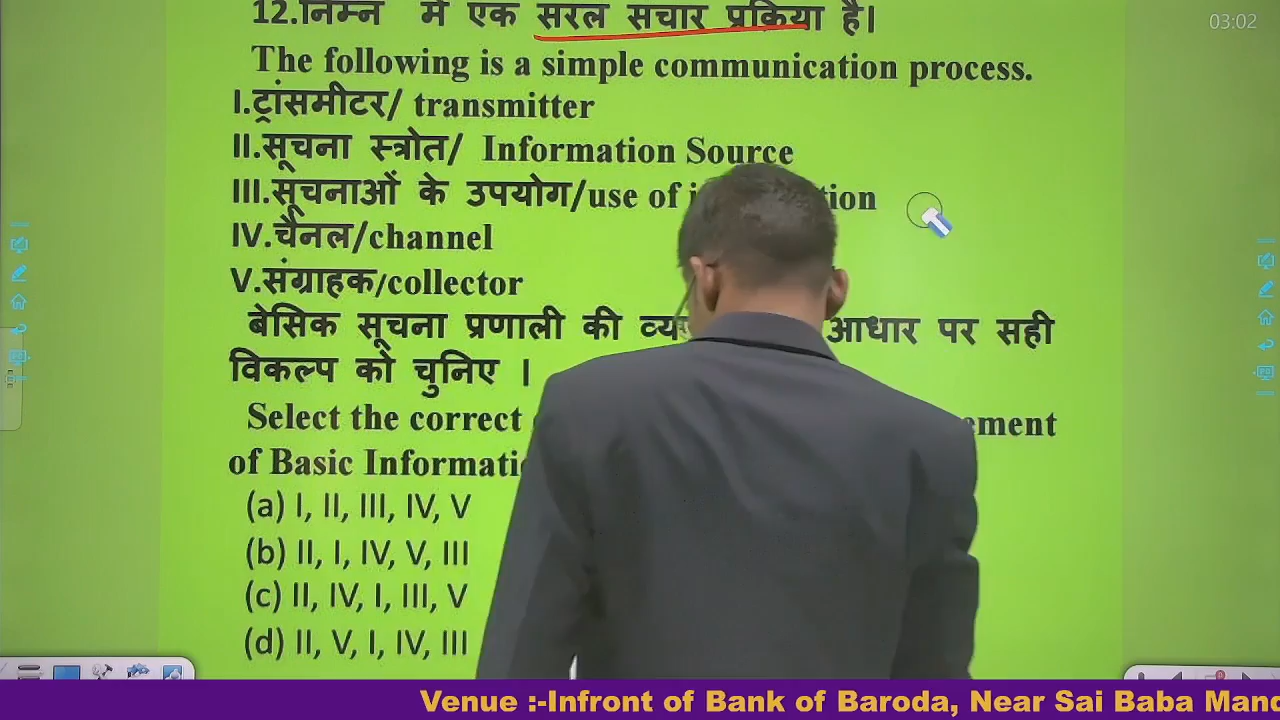 03:02
12.निम्न में एक सरल संचार प्रक्रिया है।
The following is a simple communication process.
I.ट्रांसमीटर/ transmitter
II.सूचना स्त्रोत/ Information Source
III.सूचनाओं के उपयोग/use of
IV.चैनल/channel
V.संग्राहक/collector
बेसिक सूचना प्रणाली की आधार पर सही
विकल्प को चुनिए ।
Select the correct
of Basic
(a) I, II, III, IV, V
(b) II, I, IV, V, III
(c) II, IV, I, III, V
(d) II, V, I, IV, III
Venue :-Infront of Bank of Baroda, Near Sai Baba